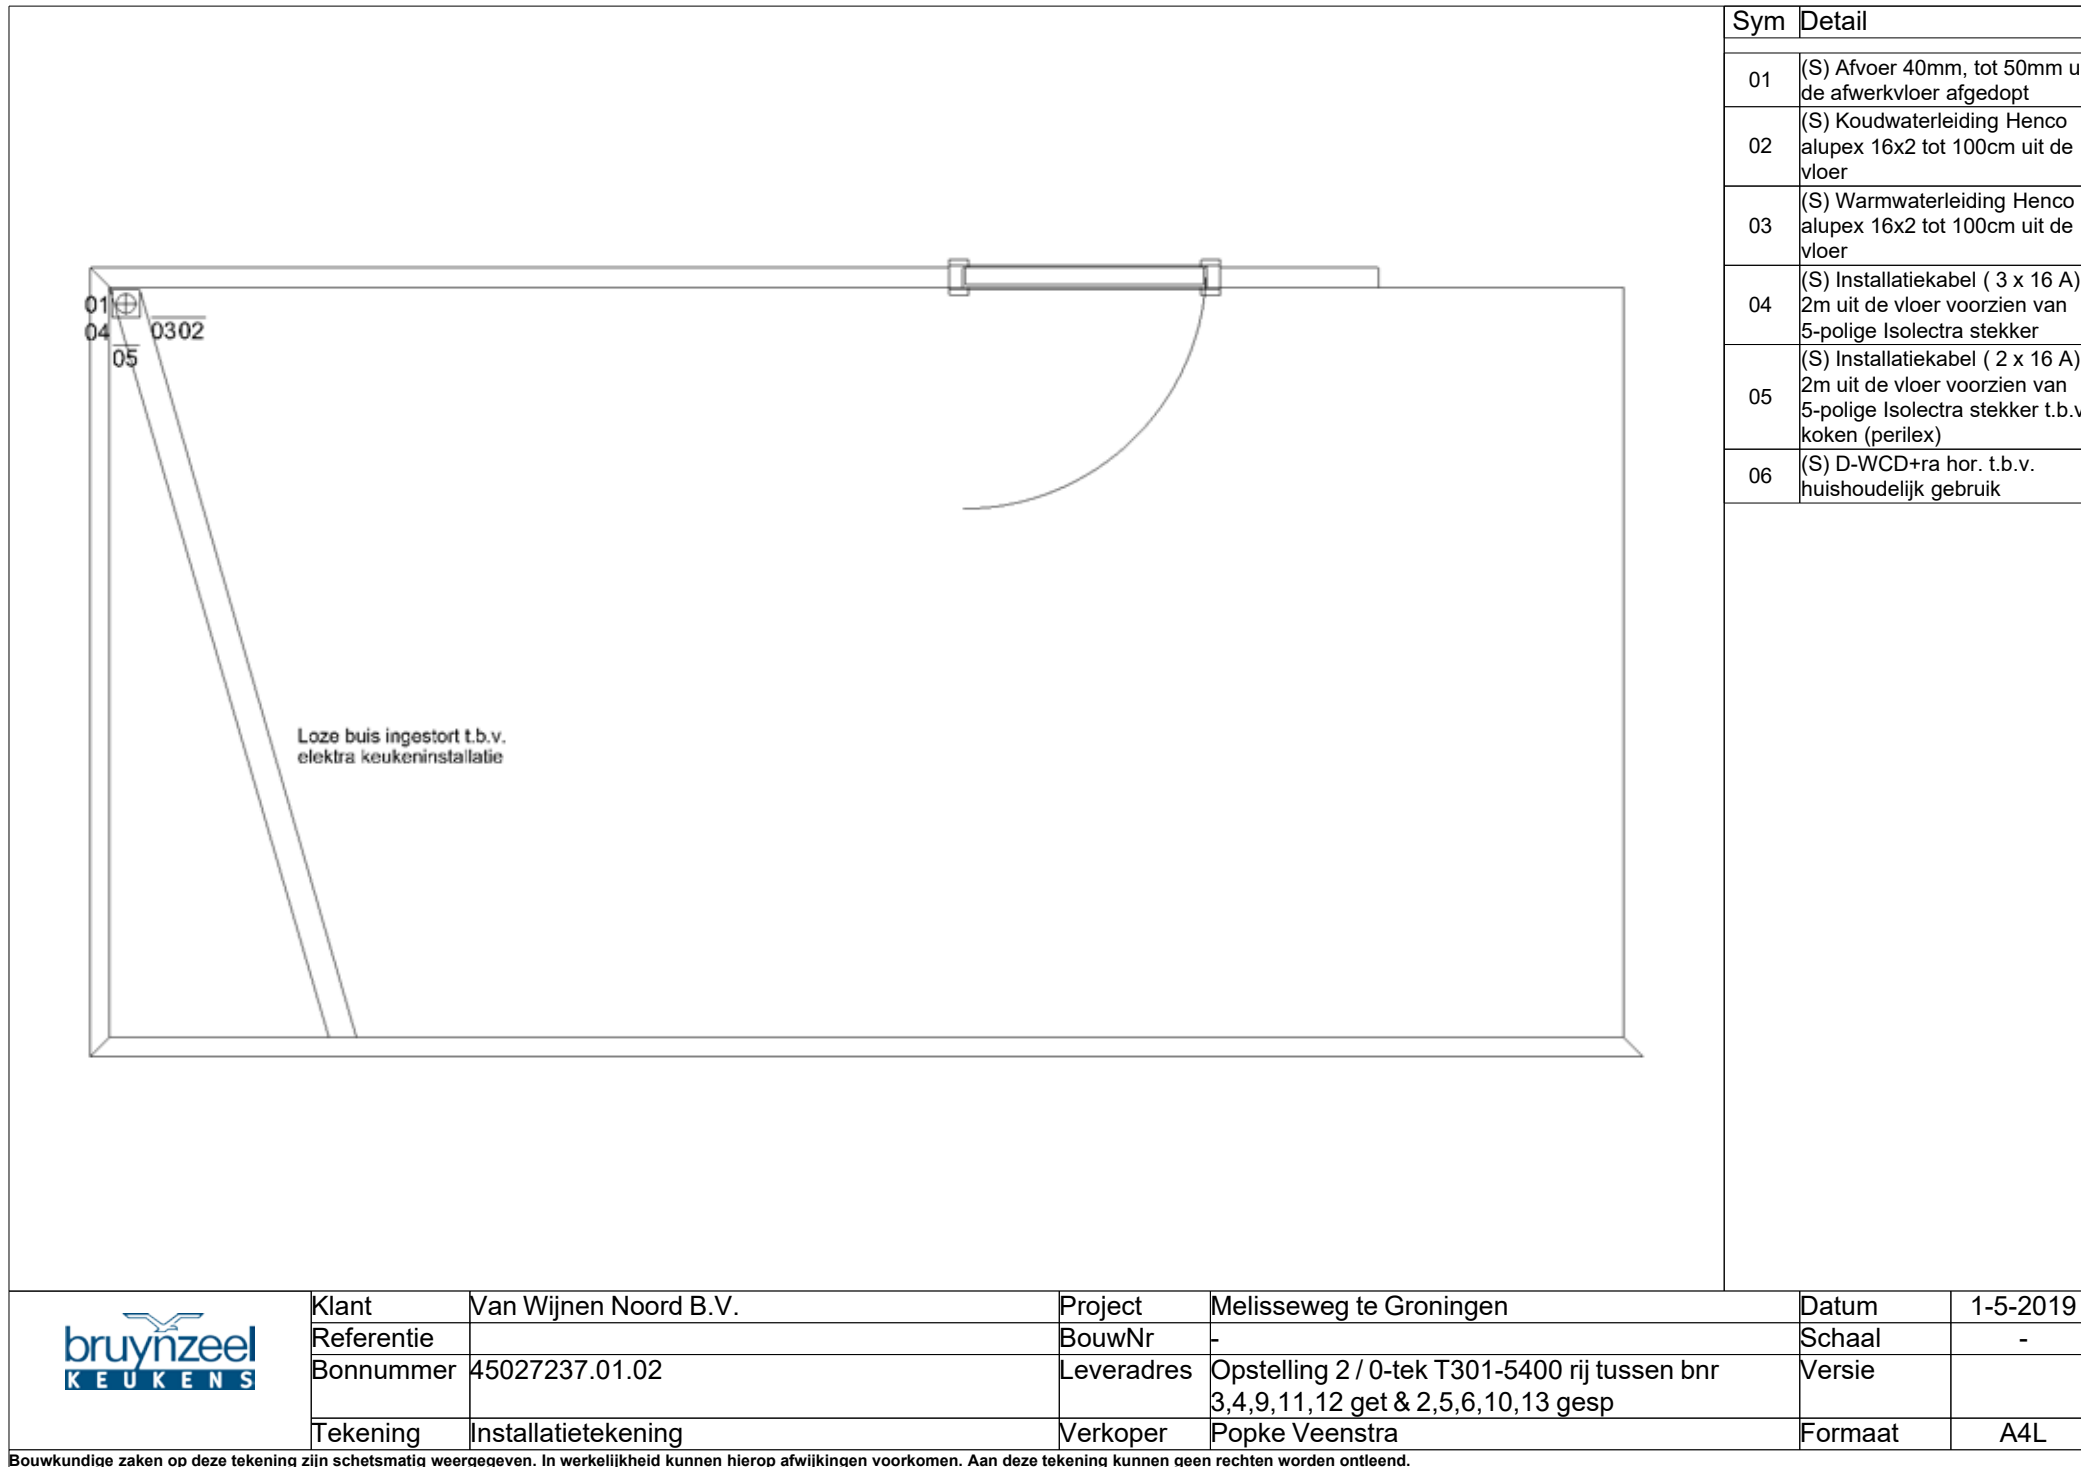 Sym Detail
01 (S) Afvoer 40mm, tot 50mm u
de afwerkvloer afgedopt
02 (S) Koudwaterleiding Henco
alupex 16x2 tot 100cm uit de
vloer
03 (S) Warmwaterleiding Henco
alupex 16x2 tot 100cm uit de
vloer
04 (S) Installatiekabel ( 3 x 16 A)
2m uit de vloer voorzien van
5-polige Isolectra stekker
05 (S) Installatiekabel ( 2 x 16 A)
2m uit de vloer voorzien van
5-polige Isolectra stekker t.b.v
koken (perilex)
06 (S) D-WCD+ra hor. t.b.v.
huishoudelijk gebruik
01
04 0302
05
Loze buis ingestort t.b.v.
elektra keukeninstallatie
bruynzeel
KEUKENS
Klant Van Wijnen Noord B.V. Project Melisseweg te Groningen Datum 1-5-2019
Referentie BouwNr - Schaal -
Bonnummer 45027237.01.02 Leveradres Opstelling 2 / 0-tek T301-5400 rij tussen bnr Versie
3,4,9,11,12 get & 2,5,6,10,13 gesp
Tekening Installatietekening Verkoper Popke Veenstra Formaat A4L
Bouwkundige zaken op deze tekening zijn schetsmatig weergegeven. In werkelijkheid kunnen hierop afwijkingen voorkomen. Aan deze tekening kunnen geen rechten worden ontleend.